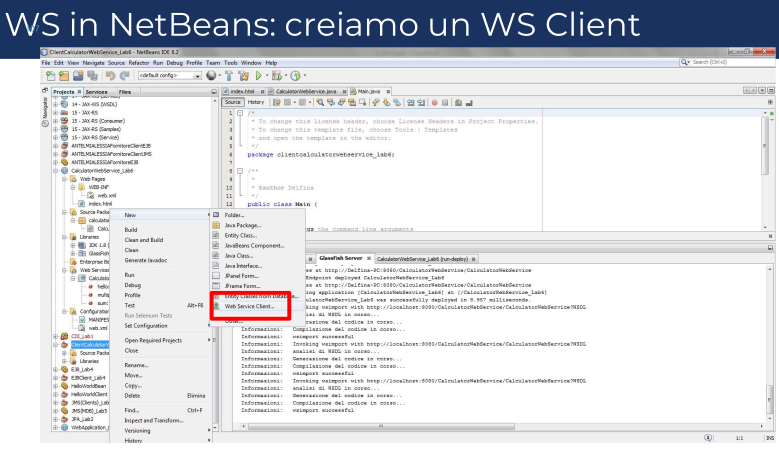 WS in NetBeans: creiamo un WS Client
ClientCalculatorWebService_Lab6 - NetBeans IDE 8.2
File Edit View Navigate Source Refactor Run Debug Profile Team Tools Window Help
Search (Ctrl+I)
<default config>
Projects Services Files
index.html CalculatorWebService.java Main.java
Source History
Navigator
14 - JAX-WS (WSDL)
15 - JAX-RS
15 - JAX-RS (Consumer)
15 - JAX-RS (Samples)
15 - JAX-RS (Service)
ANTELMIALESSIAFornitoreClientEJB
ANTELMIALESSIAFornitoreClientJMS
ANTELMIALESSIAFornitoreEJB
CalculatorWebService_Lab6
Web Pages
WEB-INF
web.xml
index.html
Source Packa
calculator
Calcu
Libraries
JDK 1.8 (
GlassFish
Enterprise Be
Web Services
Calculator
hello:
multip
sum:
Configuration
MANIFES
web.xml
CDI_Lab1
ClientCalculatorW
Source Packa
Libraries
EJB_Lab4
EJBClient_Lab4
HelloWorldBean
HelloWorldClient
JMS(Clients)_Lab
JMS(MDB)_Lab5
JPA_Lab2
WebApplication_
1 /*
2 * To change this license header, choose License Headers in Project Properties.
3 * To change this template file, choose Tools | Templates
4 * and open the template in the editor.
5 */
6 package clientcalculatorwebservice_lab6;
7
8 /**
9 *
10 * @author Delfina
11 */
12 public class Main {
the command line arguments
New
Build
Clean and Build
Clean
Generate Javadoc
Run
Debug
Profile
Test Alt+F6
Run Selenium Tests
Set Configuration
Open Required Projects
Close
Rename...
Move...
Copy...
Delete Elimina
Find... Ctrl+F
Inspect and Transform...
Versioning
History
Folder...
Java Package...
Entity Class...
JavaBeans Component...
Java Class...
Java Interface...
JPanel Form...
JFrame Form...
Entity Classes from Database...
Web Service Client...
GlassFish Server CalculatorWebService_Lab6 (run-deploy)
se at http://Delfina-PC:8080/CalculatorWebService/CalculatorWebService
Endpoint deployed CalculatorWebService
se at http://Delfina-PC:8080/CalculatorWebService/CalculatorWebService
ing application [CalculatorWebService_Lab6] at [/CalculatorWebService_Lab6]
ulatorWebService_Lab6 was successfully deployed in 8.957 milliseconds.
king wsimport with http://localhost:8080/CalculatorWebService/CalculatorWebService?WSDL
isi di WSDL in corso...
razione del codice in corso...
Informazioni: Compilazione del codice in corso...
Informazioni: wsimport successful
Informazioni: Invoking wsimport with http://localhost:8080/CalculatorWebService/CalculatorWebService?WSDL
Informazioni: analisi di WSDL in corso...
Informazioni: Generazione del codice in corso...
Informazioni: Compilazione del codice in corso...
Informazioni: wsimport successful
Informazioni: Invoking wsimport with http://localhost:8080/CalculatorWebService/CalculatorWebService?WSDL
Informazioni: analisi di WSDL in corso...
Informazioni: Generazione del codice in corso...
Informazioni: Compilazione del codice in corso...
Informazioni: wsimport successful
1:1 INS